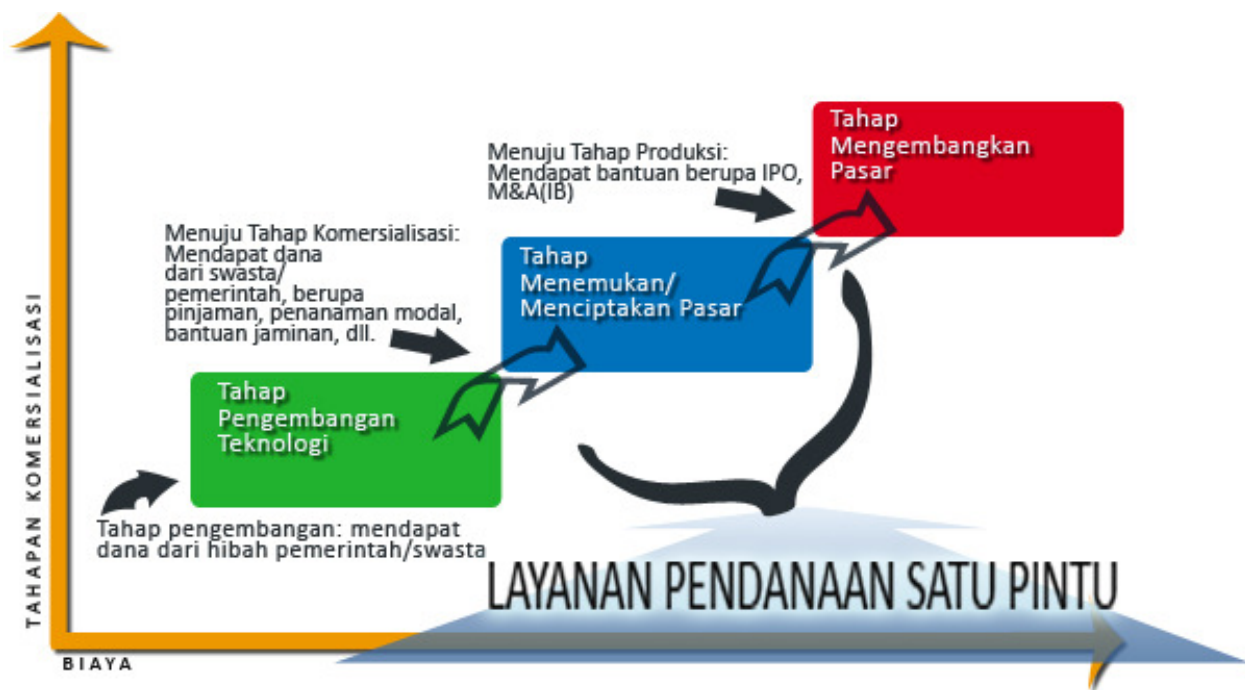 Tahap
Mengembangkan
Pasar
Menuju Tahap Produksi:
Mendapat bantuan berupa IPO,
M&A(IB)
Tahap
Menemukan/
Menciptakan Pasar
Menuju Tahap Komersialisasi:
Mendapat dana
dari swasta/
pemerintah, berupa
pinjaman, penanaman modal,
bantuan jaminan, dll.
Tahap
Pengembangan
Teknologi
Tahap pengembangan: mendapat
dana dari hibah pemerintah/swasta
LAYANAN PENDANAAN SATU PINTU
TAHAPAN KOMERSIALISASI
BIAYA